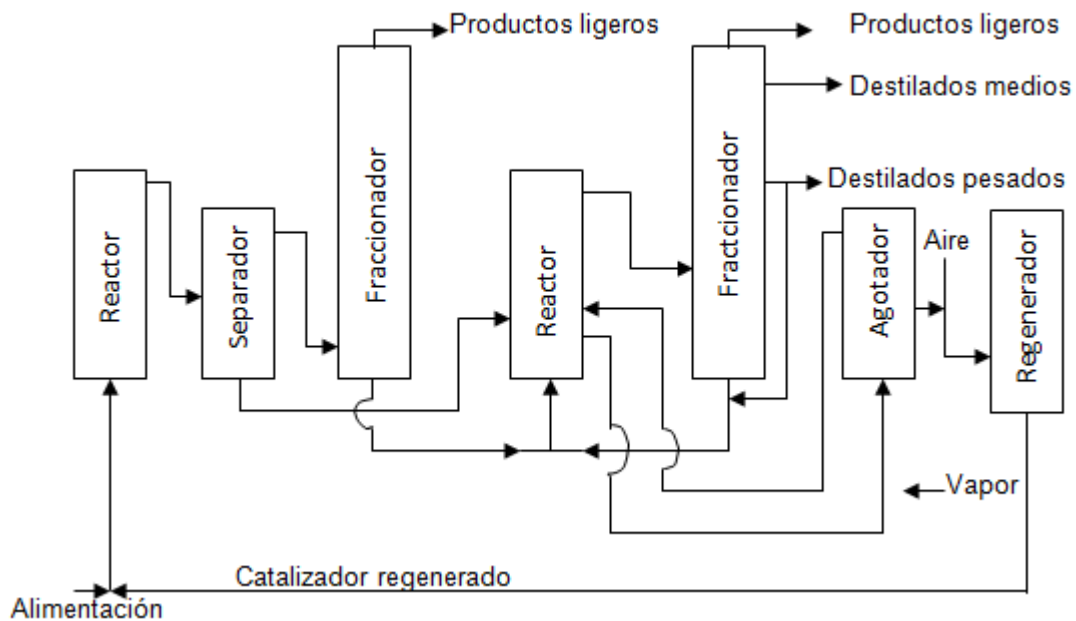 Productos ligeros
Productos ligeros
Destilados medios
Destilados pesados
Reactor
Separador
Fraccionador
Reactor
Fractcionador
Agotador
Aire
Regenerador
Vapor
Catalizador regenerado
Alimentación